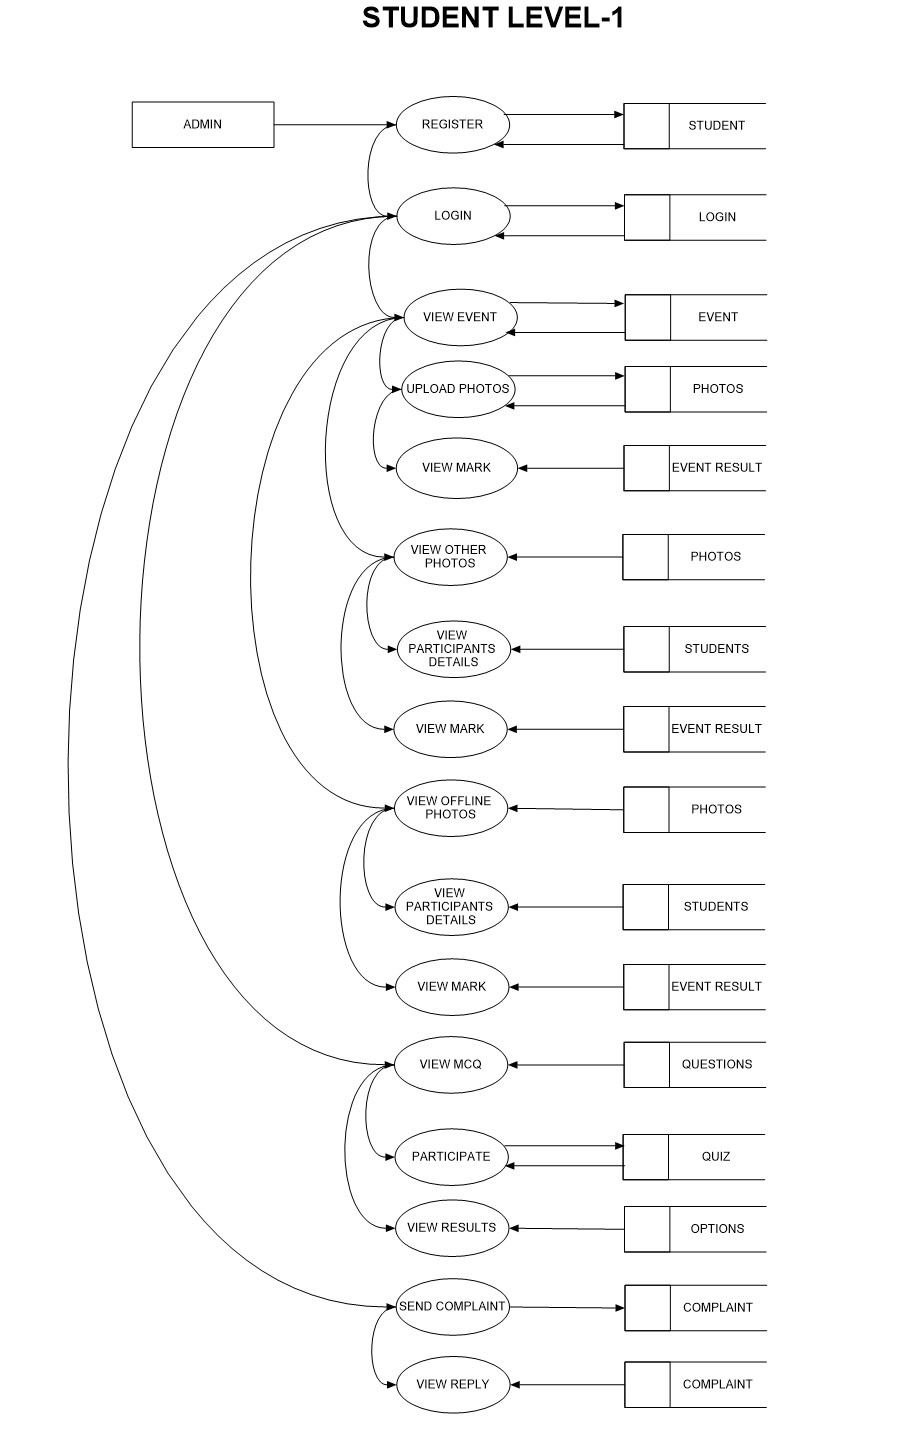 STUDENT LEVEL-1
ADMIN
REGISTER
STUDENT
LOGIN
LOGIN
VIEW EVENT
EVENT
UPLOAD PHOTOS
PHOTOS
VIEW MARK
EVENT RESULT
VIEW OTHER
PHOTOS
PHOTOS
VIEW
PARTICIPANTS
DETAILS
STUDENTS
VIEW MARK
EVENT RESULT
VIEW OFFLINE
PHOTOS
PHOTOS
VIEW
PARTICIPANTS
DETAILS
STUDENTS
VIEW MARK
EVENT RESULT
VIEW MCQ
QUESTIONS
PARTICIPATE
QUIZ
VIEW RESULTS
OPTIONS
SEND COMPLAINT
COMPLAINT
VIEW REPLY
COMPLAINT